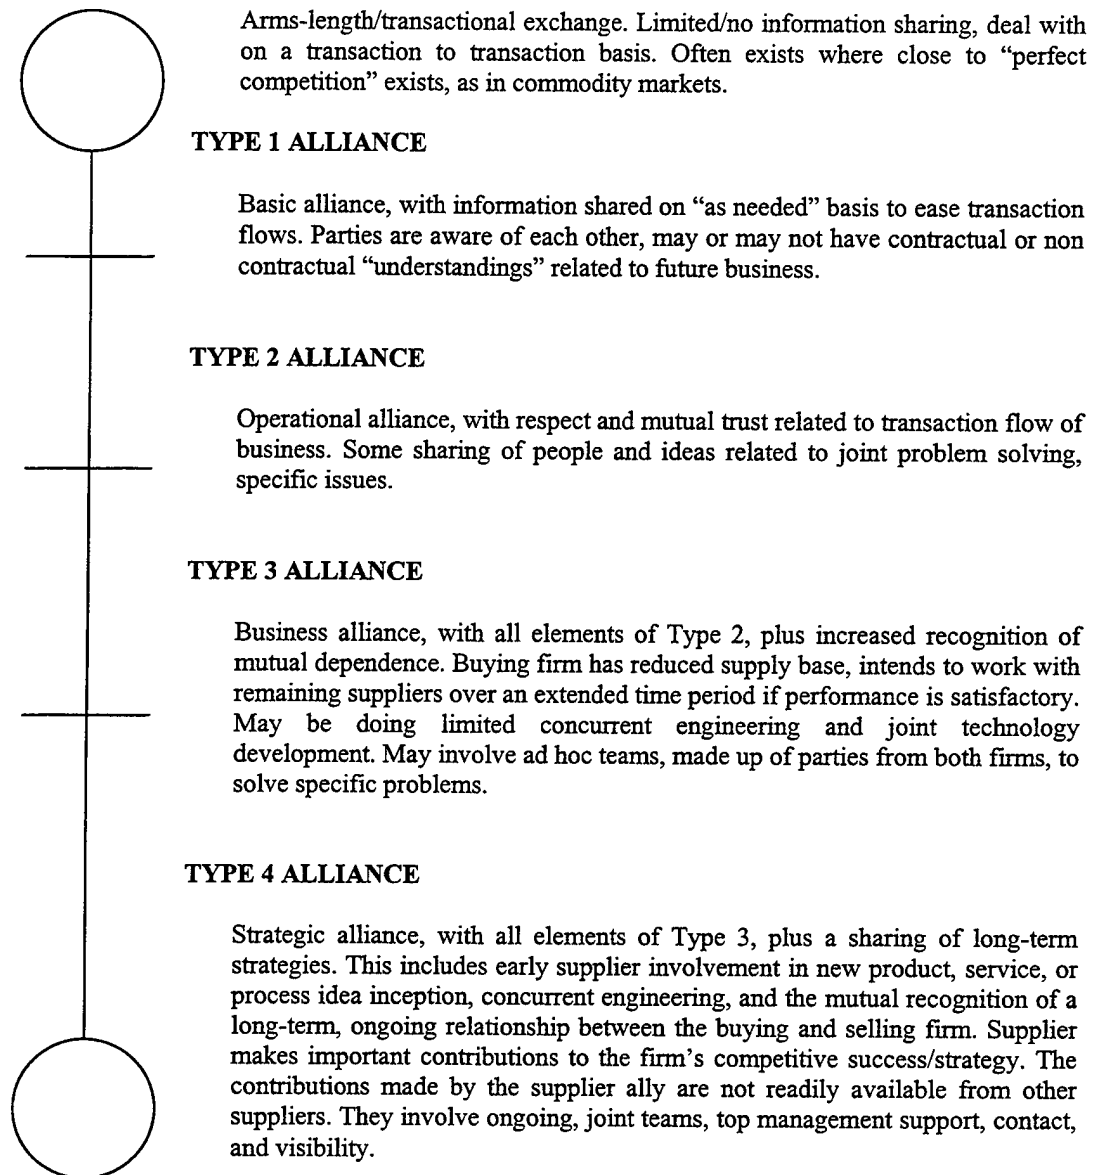 Arms-length/transactional exchange. Limited/no information sharing, deal with
on a transaction to transaction basis. Often exists where close to “perfect
competition” exists, as in commodity markets.
TYPE 1 ALLIANCE
Basic alliance, with information shared on “as needed” basis to ease transaction
flows. Parties are aware of each other, may or may not have contractual or non
contractual “understandings” related to future business.
TYPE 2 ALLIANCE
Operational alliance, with respect and mutual trust related to transaction flow of
business. Some sharing of people and ideas related to joint problem solving,
specific issues.
TYPE 3 ALLIANCE
Business alliance, with all elements of Type 2, plus increased recognition of
mutual dependence. Buying firm has reduced supply base, intends to work with
remaining suppliers over an extended time period if performance is satisfactory.
May be doing limited concurrent engineering and joint technology
development. May involve ad hoc teams, made up of parties from both firms, to
solve specific problems.
TYPE 4 ALLIANCE
Strategic alliance, with all elements of Type 3, plus a sharing of long-term
strategies. This includes early supplier involvement in new product, service, or
process idea inception, concurrent engineering, and the mutual recognition of a
long-term, ongoing relationship between the buying and selling firm. Supplier
makes important contributions to the firm’s competitive success/strategy. The
contributions made by the supplier ally are not readily available from other
suppliers. They involve ongoing, joint teams, top management support, contact,
and visibility.